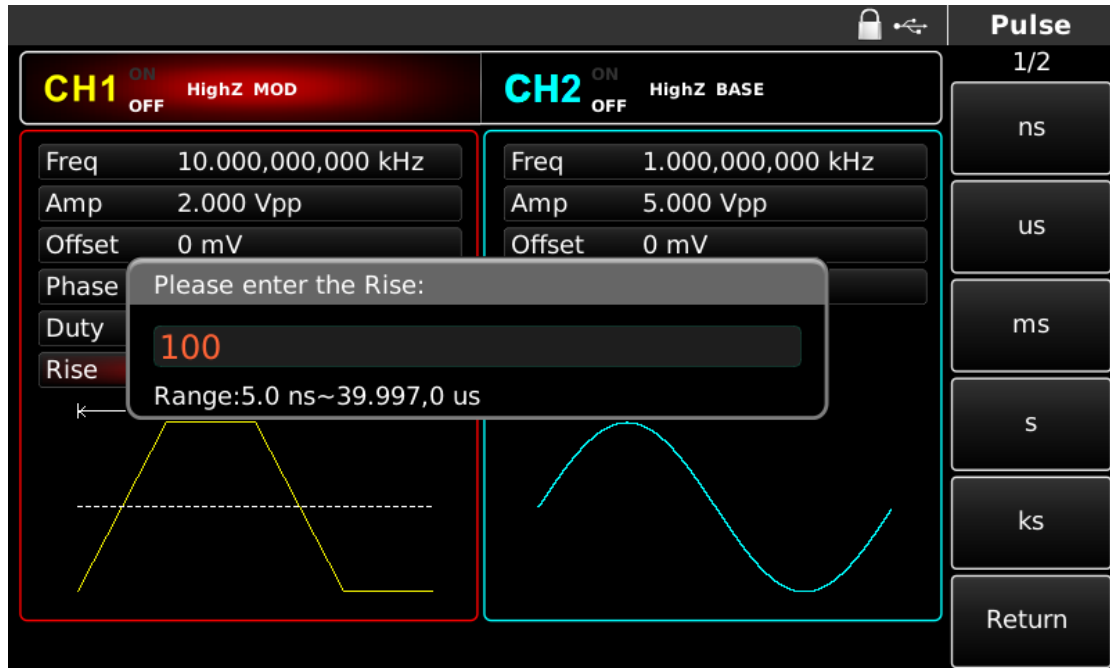 Pulse
1/2
CH1 ON OFF HighZ MOD
CH2 ON OFF HighZ BASE
Freq 10.000,000,000 kHz
Amp 2.000 Vpp
Offset 0 mV
Phase
Duty
Rise
Freq 1.000,000,000 kHz
Amp 5.000 Vpp
Offset 0 mV
Please enter the Rise:
100
Range:5.0 ns~39.997,0 us
ns
us
ms
s
ks
Return